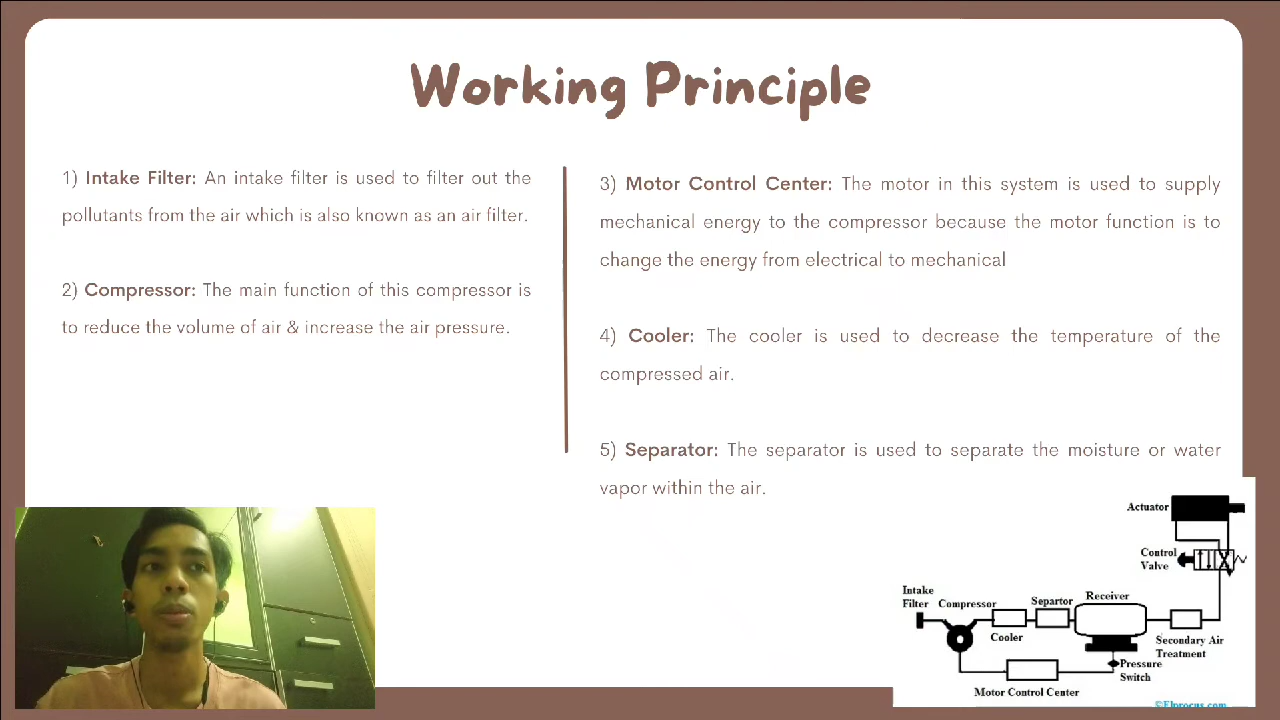 Working Principle
1) Intake Filter: An intake filter is used to filter out the
pollutants from the air which is also known as an air filter.
2) Compressor: The main function of this compressor is
to reduce the volume of air & increase the air pressure.
3) Motor Control Center: The motor in this system is used to supply
mechanical energy to the compressor because the motor function is to
change the energy from electrical to mechanical
4) Cooler: The cooler is used to decrease the temperature of the
compressed air.
5) Separator: The separator is used to separate the moisture or water
vapor within the air.
Actuator
Control
Valve
Intake
Filter
Compressor
Cooler
Separtor
Receiver
Secondary Air
Treatment
Pressure
Switch
Motor Control Center
©Elprocus.com